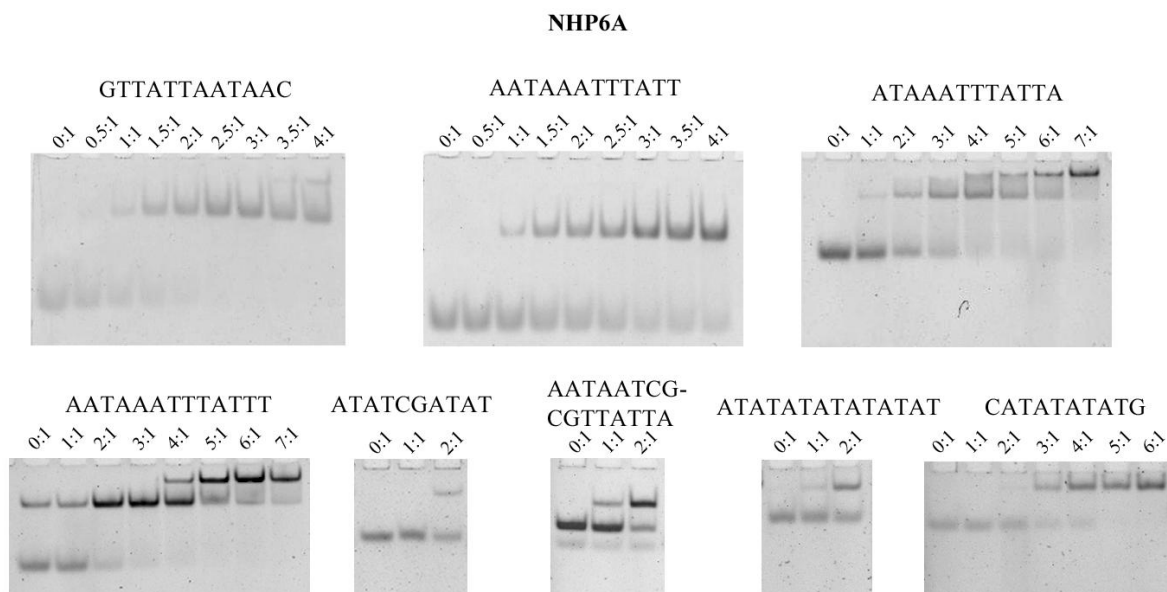 NHP6A
GTTATTAATAAC
0:1 0.5:1 1:1 1.5:1 2:1 2.5:1 3:1 3.5:1 4:1
AATAAATTTATT
0:1 0.5:1 1:1 1.5:1 2:1 2.5:1 3:1 3.5:1 4:1
ATAAATTTATTA
0:1 1:1 2:1 3:1 4:1 5:1 6:1 7:1
AATAAATTTATTT
0:1 1:1 2:1 3:1 4:1 5:1 6:1 7:1
ATATCGATAT
0:1 1:1 2:1
AATAATCG-
CGTTATTA
0:1 1:1 2:1
ATATATATATATAT
0:1 1:1 2:1
CATATATATG
0:1 1:1 2:1 3:1 4:1 5:1 6:1